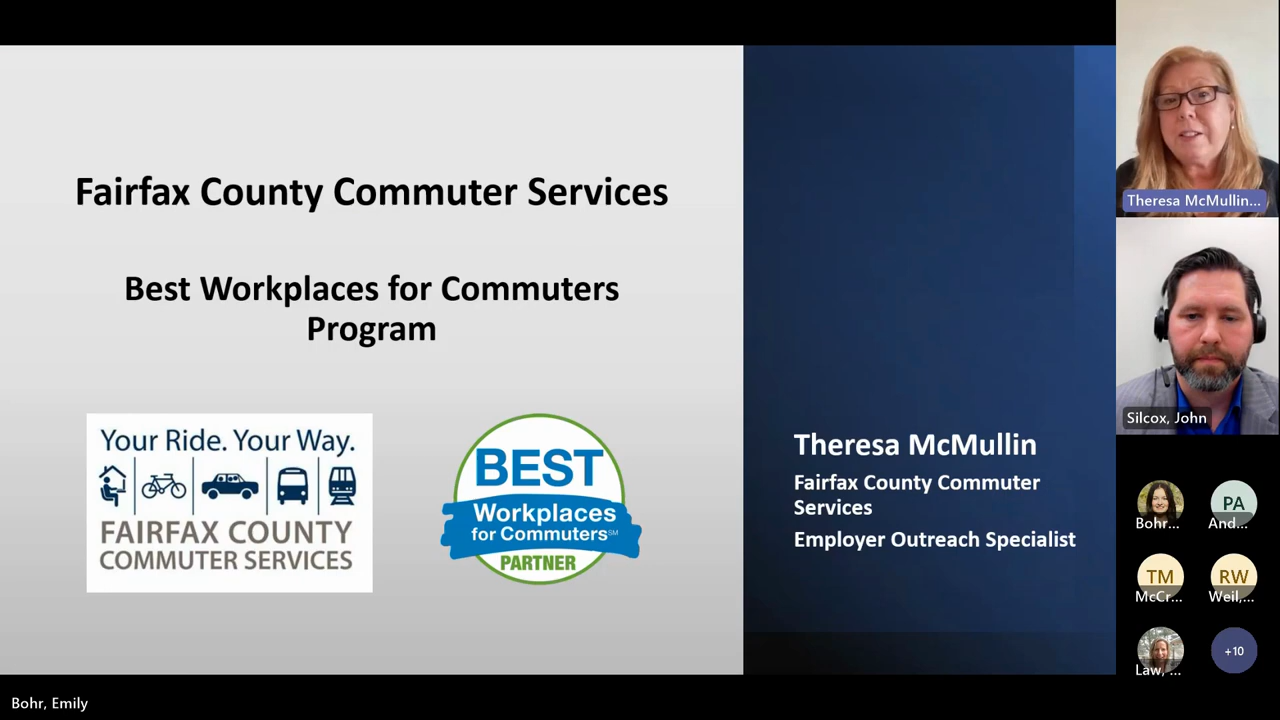 Fairfax County Commuter Services
Best Workplaces for Commuters
Program
Your Ride. Your Way.
FAIRFAX COUNTY
COMMUTER SERVICES
BEST
Workplaces
for Commuters℠
PARTNER
Theresa McMullin
Fairfax County Commuter
Services
Employer Outreach Specialist
Theresa McMullin...
Silcox, John
Bohr...
PA
And...
TM
McCr...
RW
Weil,...
Law, ...
+10
Bohr, Emily